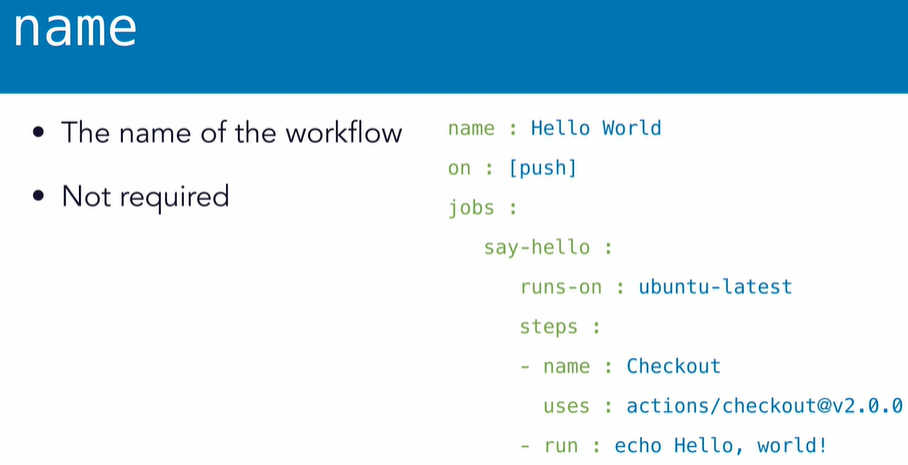 name
• The name of the workflow
• Not required
name : Hello World
on : [push]
jobs :
say-hello :
runs-on : ubuntu-latest
steps :
- name : Checkout
uses : actions/checkout@v2.0.0
- run : echo Hello, world!